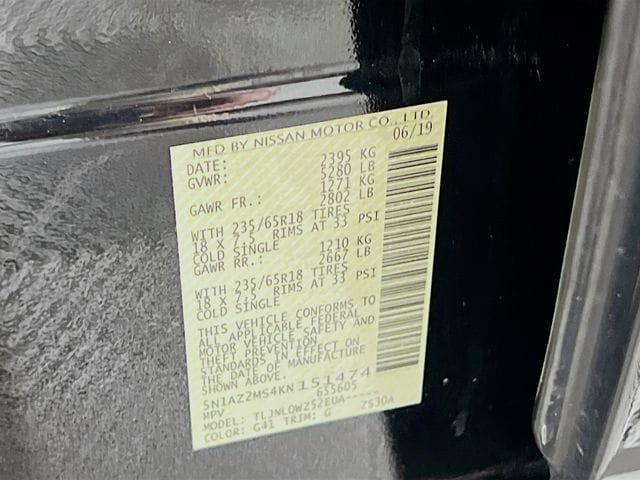 MFD BY NISSAN MOTOR CO., LTD.
DATE: 06/19
GVWR: 2395 KG
5280 LB
GAWR FR.: 1271 KG
2802 LB
WITH 235/65R18 TIRES
18 X 7.5 RIMS AT 33 PSI
COLD SINGLE
GAWR RR.: 1210 KG
2667 LB
WITH 235/65R18 TIRES
18 X 7.5 RIMS AT 33 PSI
COLD SINGLE
THIS VEHICLE CONFORMS TO
ALL APPLICABLE FEDERAL
MOTOR VEHICLE SAFETY AND
THEFT PREVENTION
STANDARDS IN EFFECT ON
THE DATE OF MANUFACTURE
SHOWN ABOVE.
5N1AZ2MS4KN151474
MPV 655605
MODEL: TLJNLQWZ52EUA-----
COLOR: G41 TRIM: G ZS30A